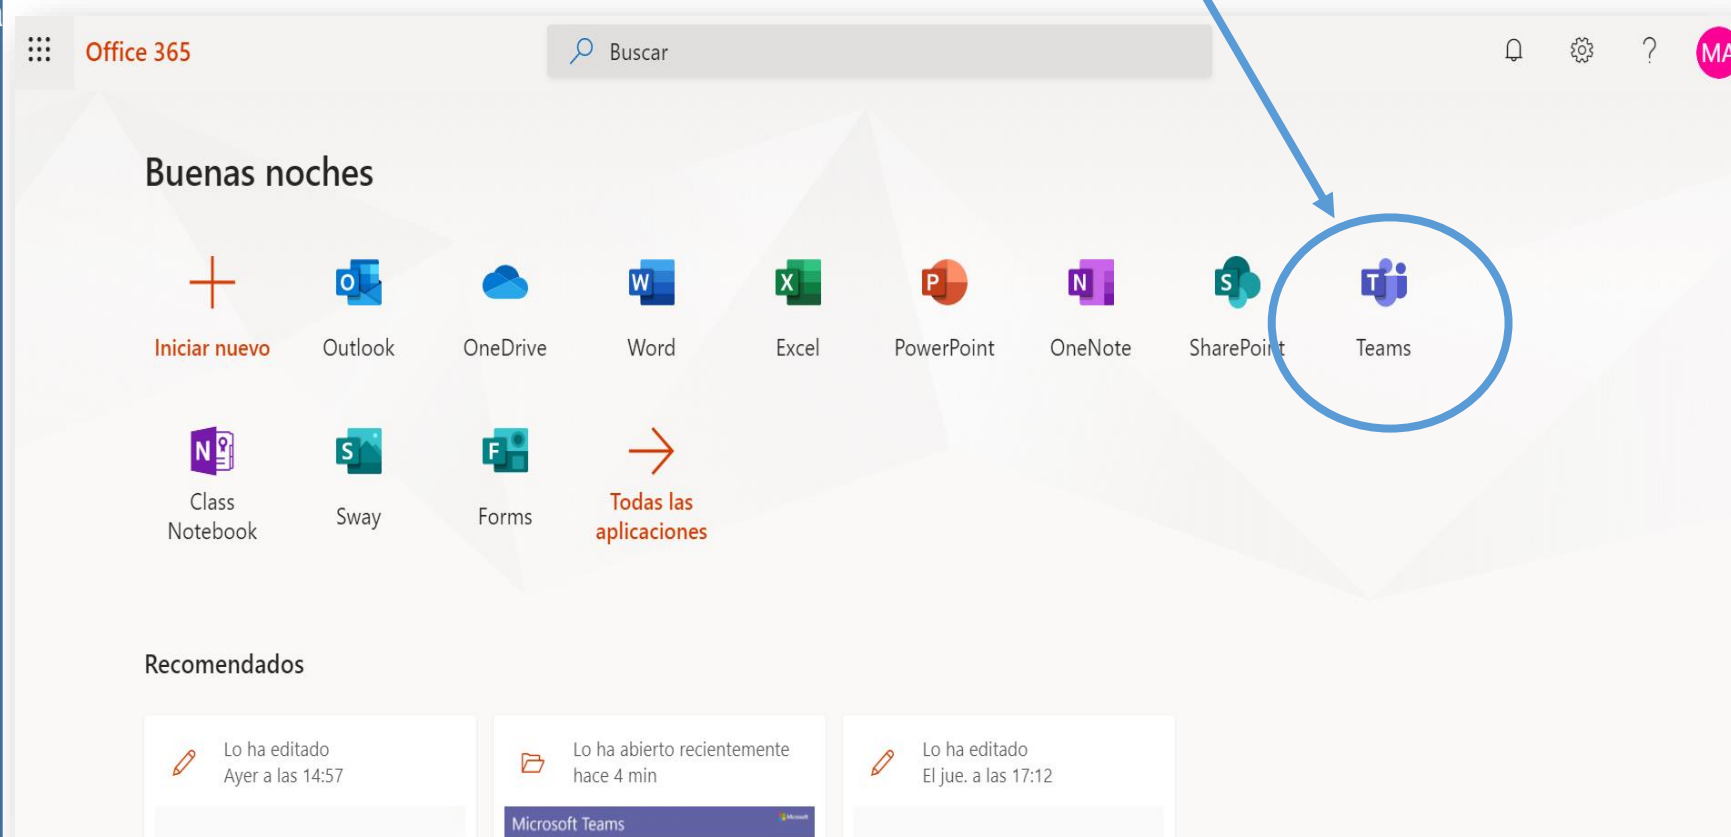 Office 365
Buscar
MA
Buenas noches
Iniciar nuevo
Outlook
OneDrive
Word
Excel
PowerPoint
OneNote
SharePoint
Teams
Class
Notebook
Sway
Forms
Todas las
aplicaciones
Recomendados
Lo ha editado
Ayer a las 14:57
Lo ha abierto recientemente
hace 4 min
Lo ha editado
El jue. a las 17:12
Microsoft Teams
Microsoft